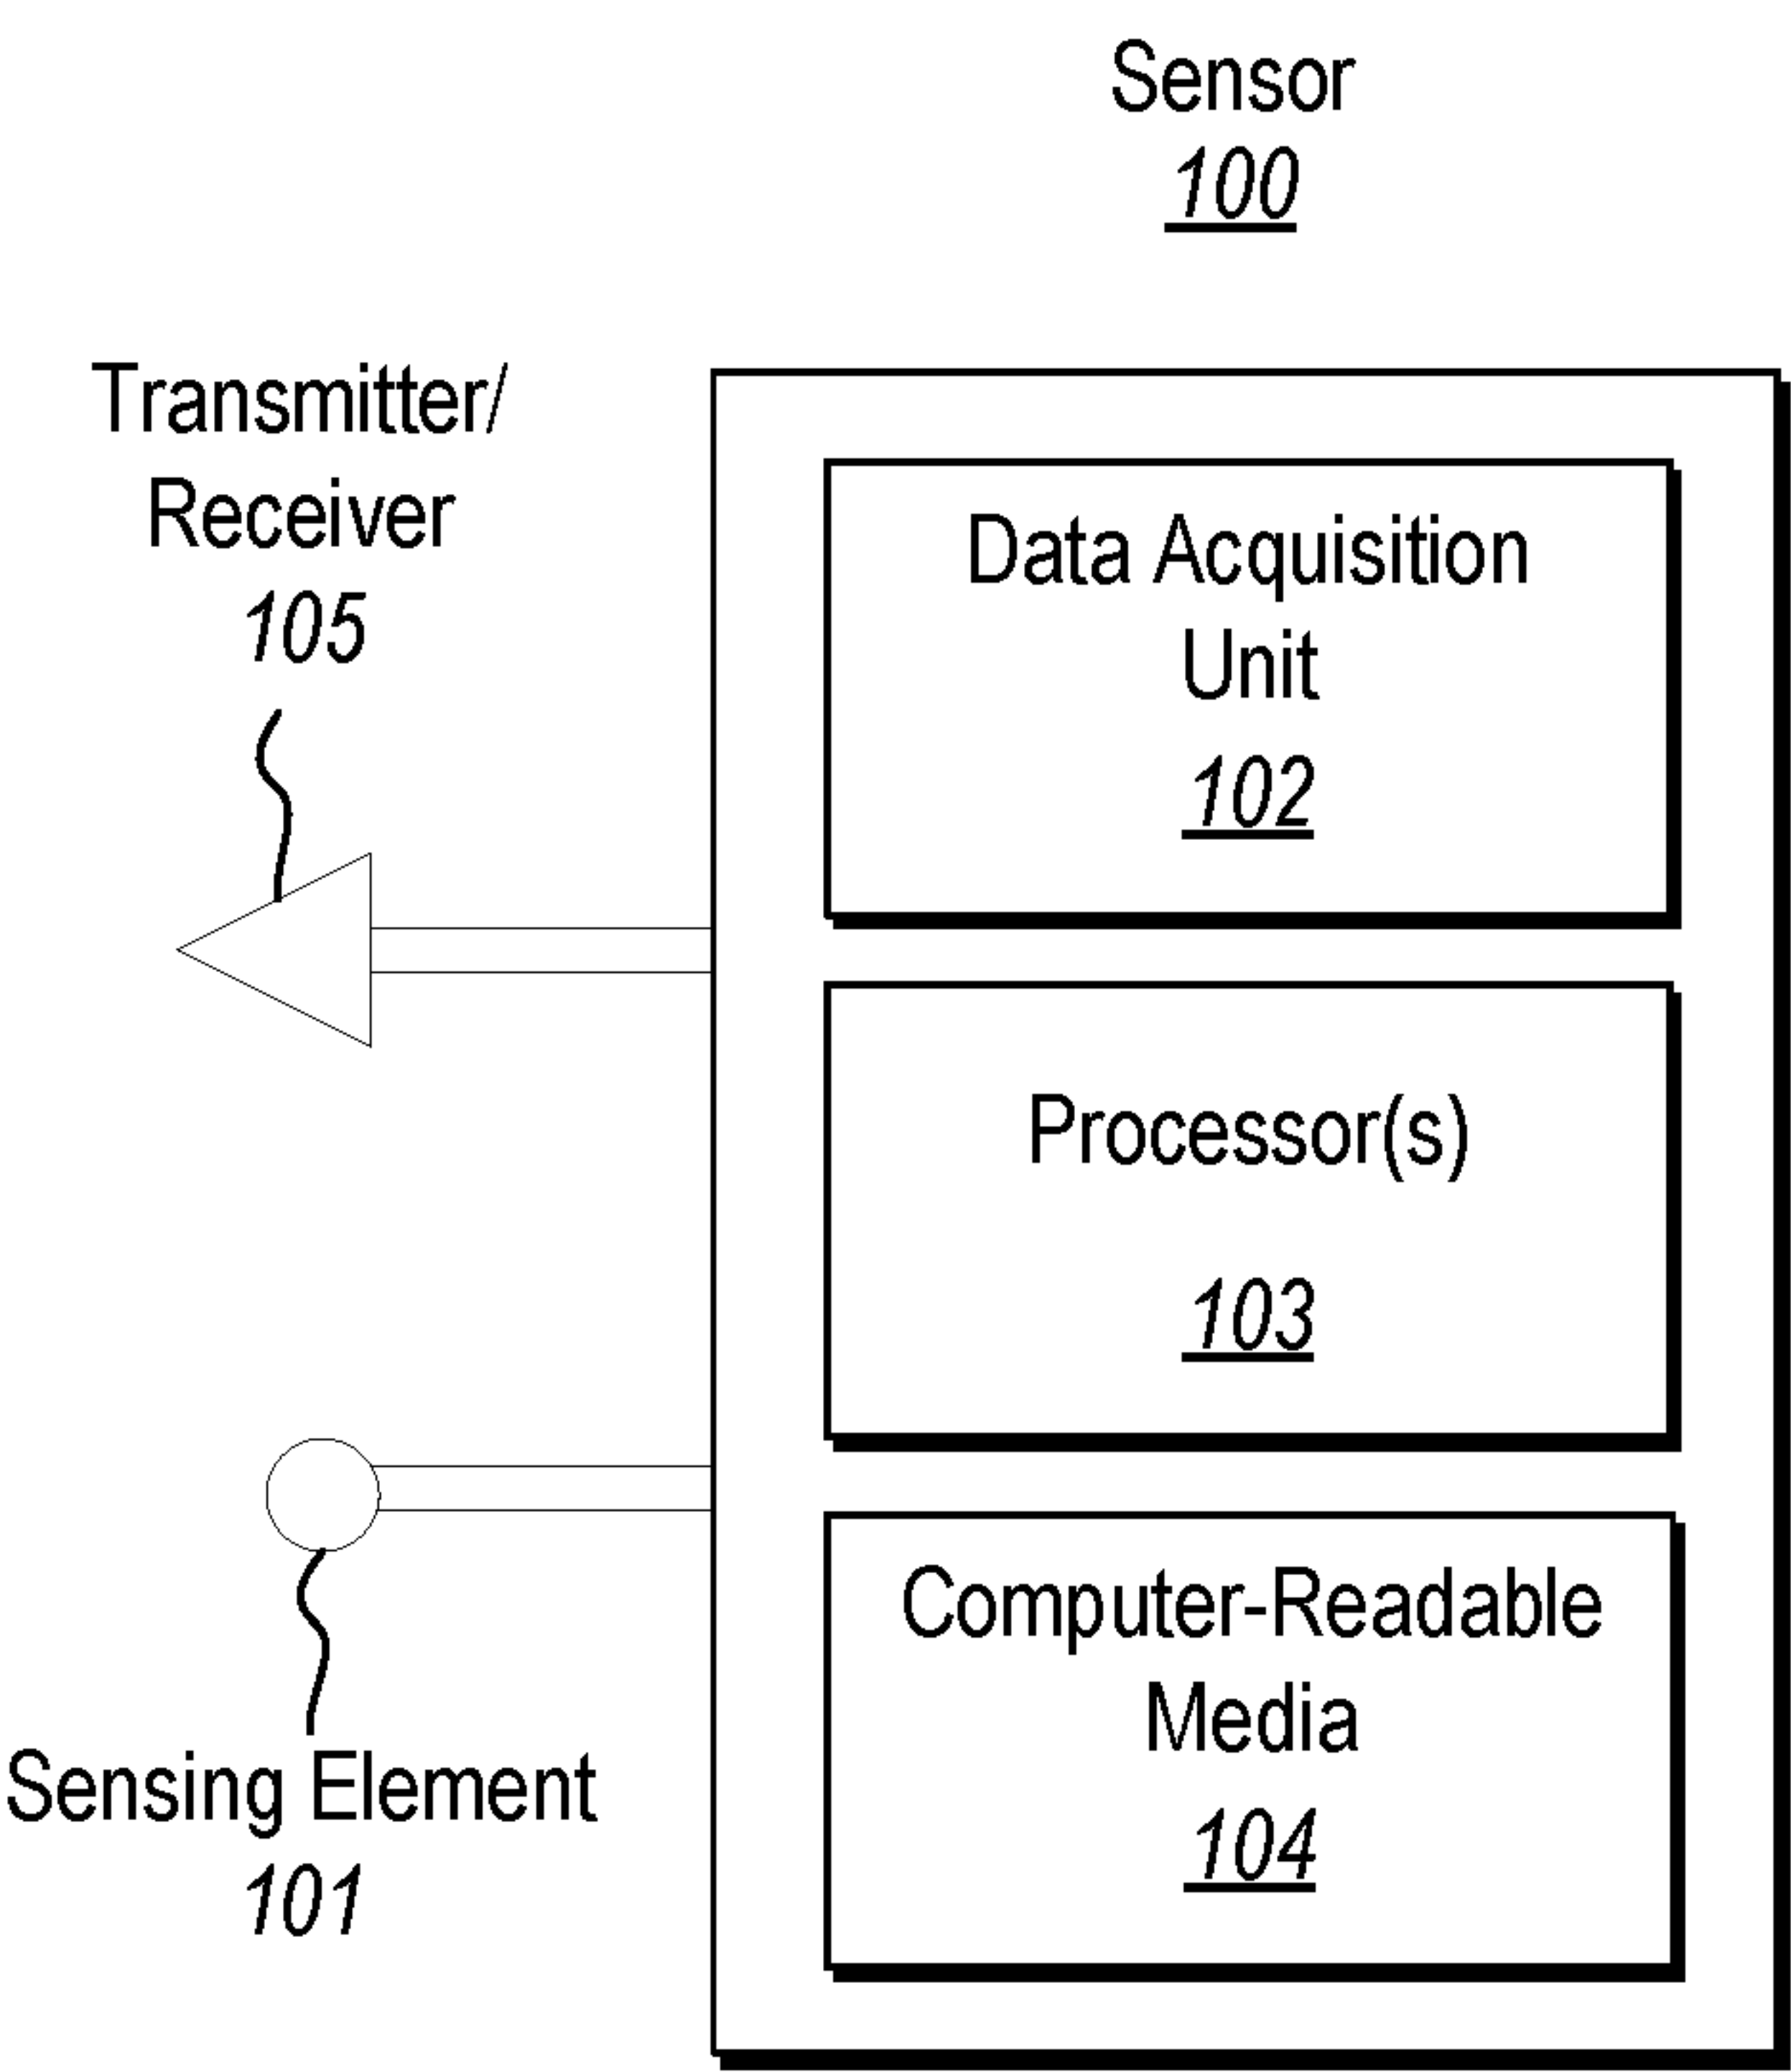 Sensor
100
Transmitter/
Receiver
105
Data Acquisition
Unit
102
Processor(s)
103
Computer-Readable
Media
104
Sensing Element
101